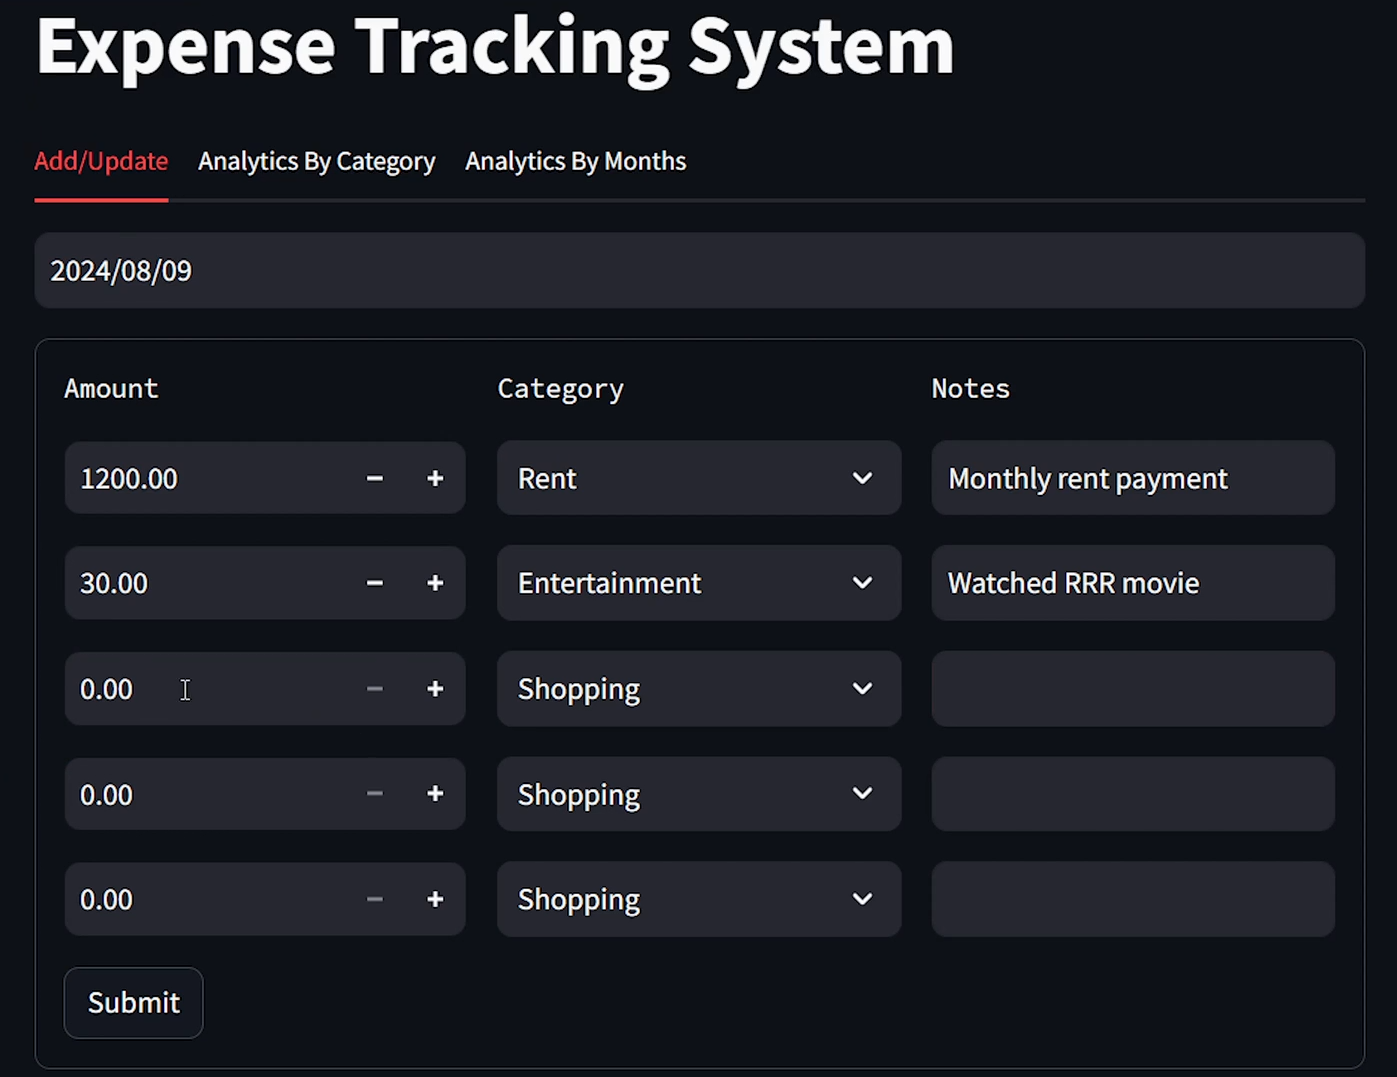 Expense Tracking System
Add/Update Analytics By Category Analytics By Months
2024/08/09
Amount Category Notes
1200.00 − + Rent Monthly rent payment
30.00 − + Entertainment Watched RRR movie
0.00 − + Shopping
0.00 − + Shopping
0.00 − + Shopping
Submit